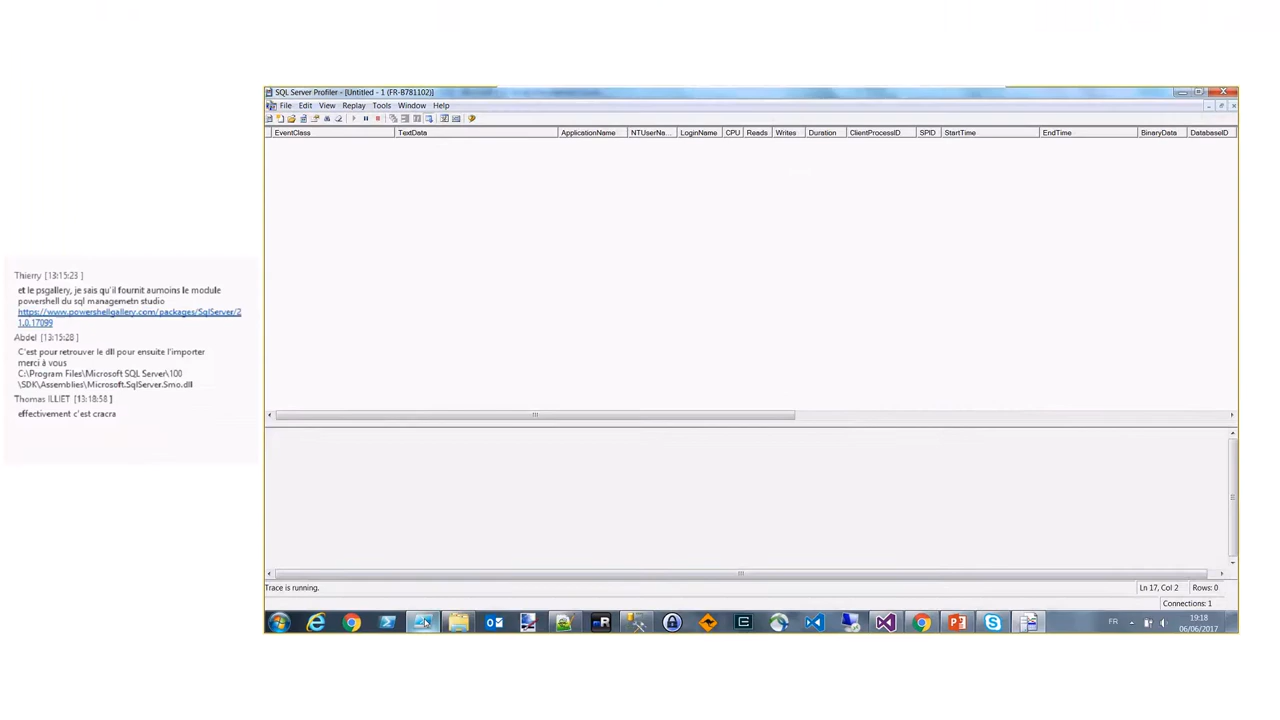 SQL Server Profiler - [Untitled - 1 (FR-B781102)]
File Edit View Replay Tools Window Help
EventClass TextData ApplicationName NTUserNa... LoginName CPU Reads Writes Duration ClientProcessID SPID StartTime EndTime BinaryData DatabaseID
Thierry [13:15:23 ]
et le psgallery, je sais qu'il fournit aumoins le module
powershell du sql managemetn studio
https://www.powershellgallery.com/packages/SqlServer/2
1.0.17099
Abdel [13:15:28 ]
C'est pour retrouver le dll pour ensuite l'importer
merci à vous
C:\Program Files\Microsoft SQL Server\100
\SDK\Assemblies\Microsoft.SqlServer.Smo.dll
Thomas ILLIET [13:18:58 ]
effectivement c'est cracra
Trace is running.
Ln 17, Col 2 Rows: 0
Connections: 1
FR 19:18
06/06/2017